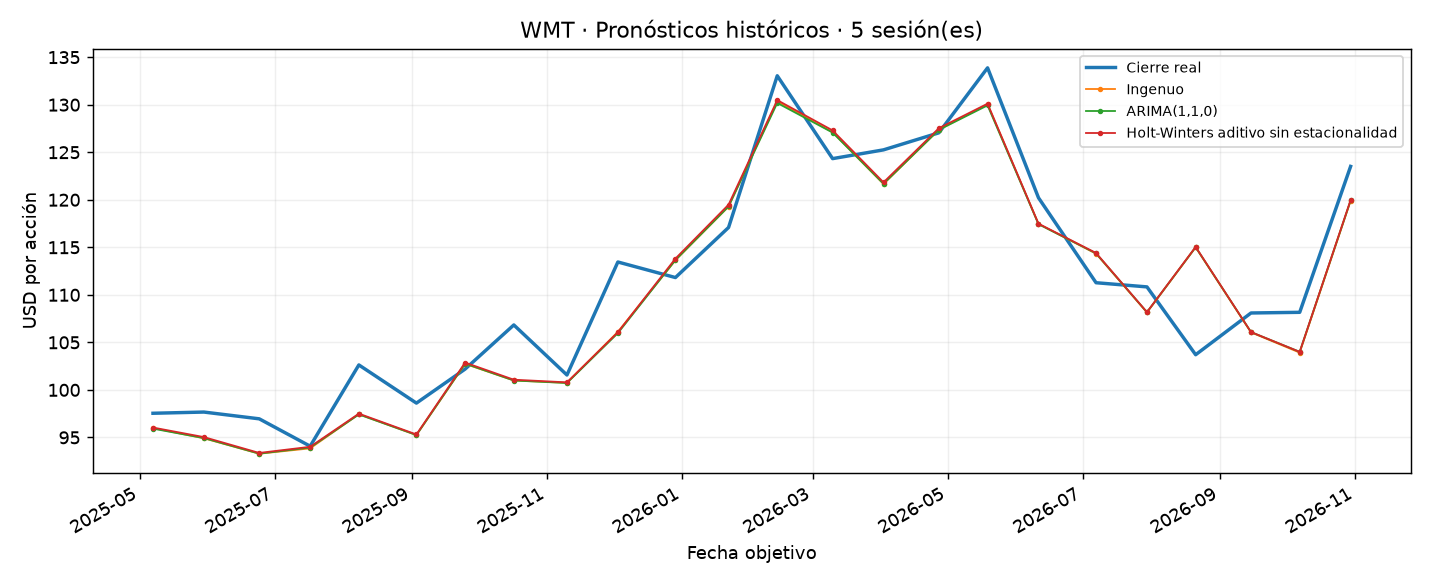 WMT · Pronósticos históricos · 5 sesión(es)
USD por acción
135
130
125
120
115
110
105
100
95
Cierre real
Ingenuo
ARIMA(1,1,0)
Holt-Winters aditivo sin estacionalidad
2025-05
2025-07
2025-09
2025-11
2026-01
2026-03
2026-05
2026-07
2026-09
2026-11
Fecha objetivo